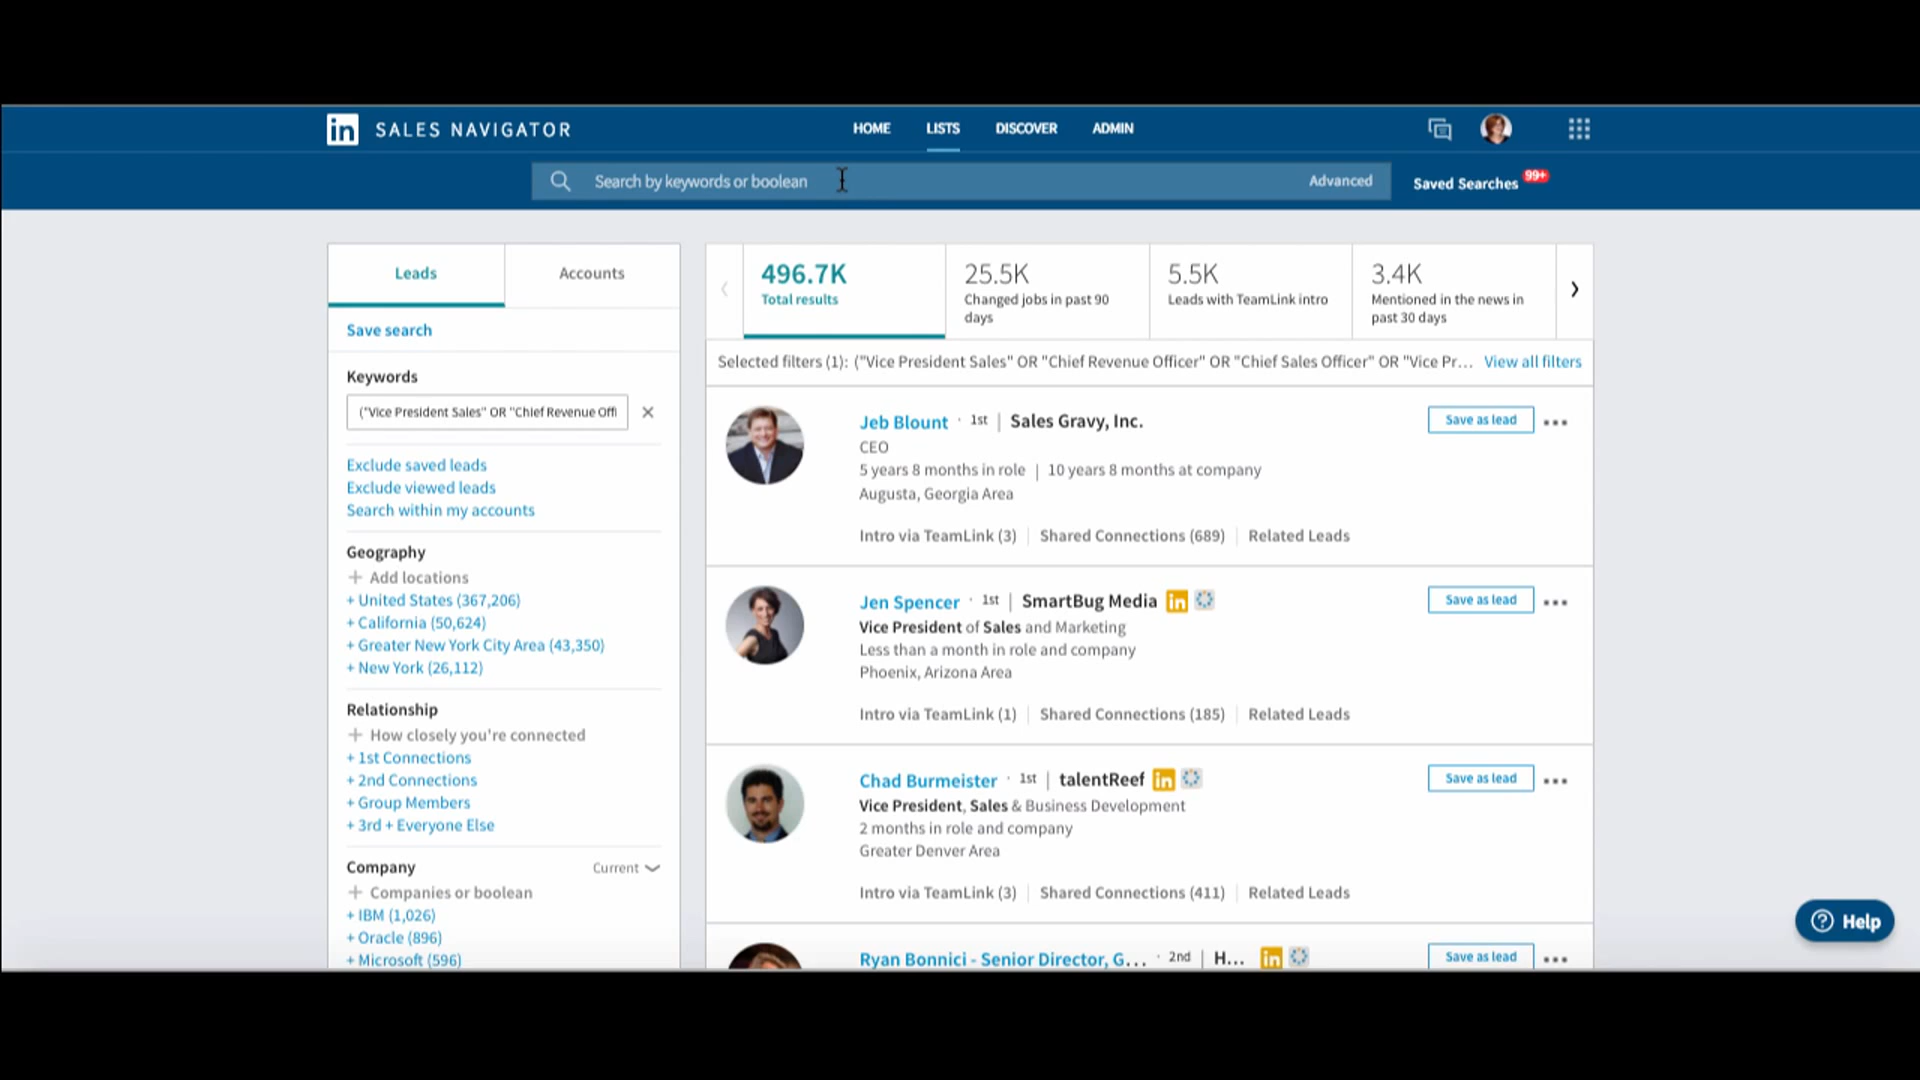 in SALES NAVIGATOR
HOME LISTS DISCOVER ADMIN
Search by keywords or boolean Advanced
Saved Searches 99+
Leads Accounts
Save search
Keywords
("Vice President Sales" OR "Chief Revenue Offi
Exclude saved leads
Exclude viewed leads
Search within my accounts
Geography
+ Add locations
+ United States (367,206)
+ California (50,624)
+ Greater New York City Area (43,350)
+ New York (26,112)
Relationship
+ How closely you're connected
+ 1st Connections
+ 2nd Connections
+ Group Members
+ 3rd + Everyone Else
Company Current
+ Companies or boolean
+ IBM (1,026)
+ Oracle (896)
+ Microsoft (596)
496.7K
Total results
25.5K
Changed jobs in past 90
days
5.5K
Leads with TeamLink intro
3.4K
Mentioned in the news in
past 30 days
Selected filters (1): ("Vice President Sales" OR "Chief Revenue Officer" OR "Chief Sales Officer" OR "Vice Pr... View all filters
Jeb Blount · 1st | Sales Gravy, Inc.
Save as lead
CEO
5 years 8 months in role | 10 years 8 months at company
Augusta, Georgia Area
Intro via TeamLink (3) | Shared Connections (689) | Related Leads
Jen Spencer · 1st | SmartBug Media in
Save as lead
Vice President of Sales and Marketing
Less than a month in role and company
Phoenix, Arizona Area
Intro via TeamLink (1) | Shared Connections (185) | Related Leads
Chad Burmeister · 1st | talentReef in
Save as lead
Vice President, Sales & Business Development
2 months in role and company
Greater Denver Area
Intro via TeamLink (3) | Shared Connections (411) | Related Leads
Ryan Bonnici - Senior Director, G... · 2nd | H... in
Save as lead
? Help